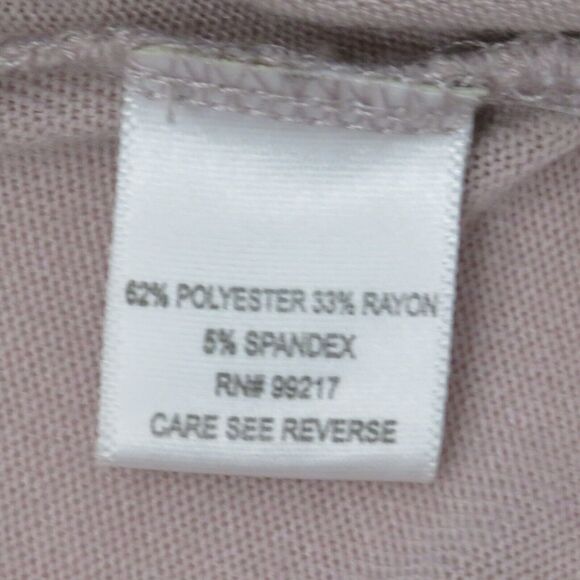 62% POLYESTER 33% RAYON
5% SPANDEX
RN# 99217
CARE SEE REVERSE